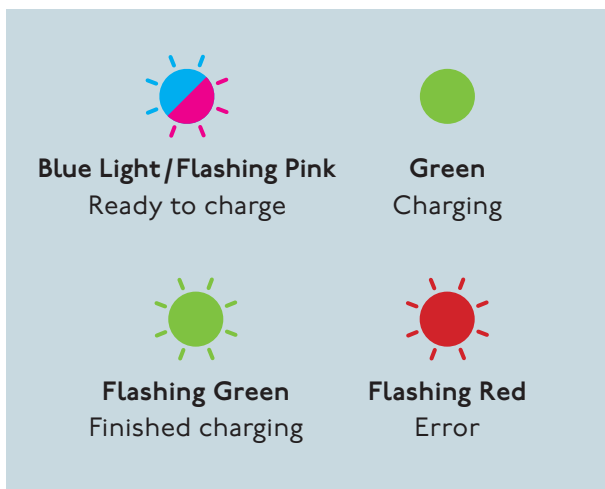 Blue Light/Flashing Pink
Ready to charge
Green
Charging
Flashing Green
Finished charging
Flashing Red
Error